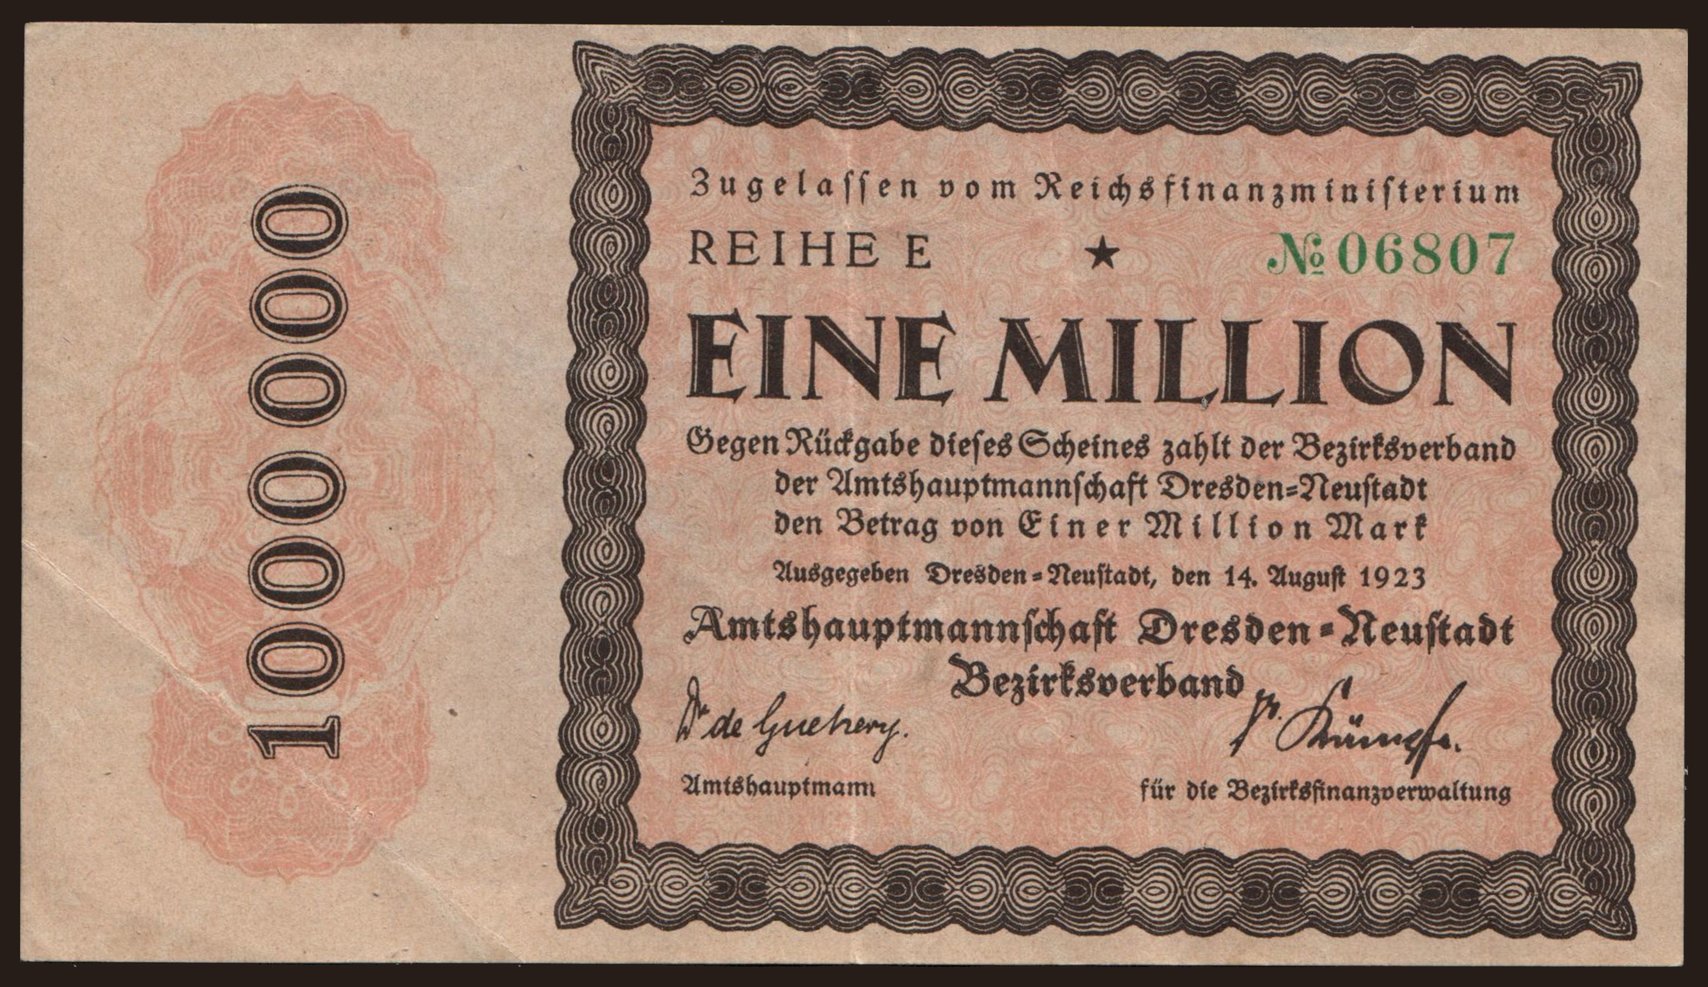 1000000
Zugelassen vom Reichsfinanzministerium
REIHE E ★ № 06807
EINE MILLION
Gegen Rückgabe dieses Scheines zahlt der Bezirksverband
der Amtshauptmannschaft Dresden=Neustadt
den Betrag von Einer Million Mark
Ausgegeben Dresden=Neustadt, den 14. August 1923
Amtshauptmannschaft Dresden=Neustadt
Bezirksverband
Dr de
Amtshauptmann
für die Bezirksfinanzverwaltung